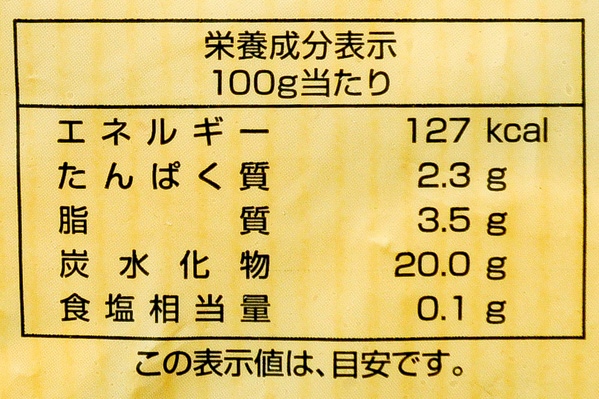 栄養成分表示
100g当たり
エネルギー 127 kcal
たんぱく質 2.3 g
脂質 3.5 g
炭水化物 20.0 g
食塩相当量 0.1 g
この表示値は、目安です。